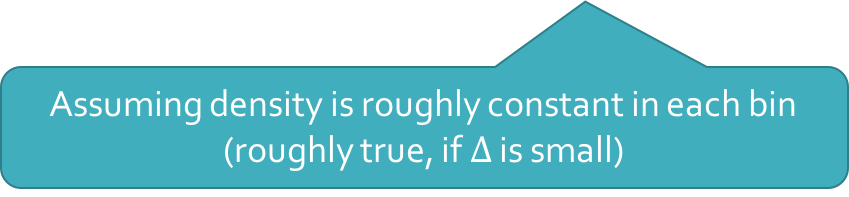 Assuming density is roughly constant in each bin
(roughly true, if Δ is small)